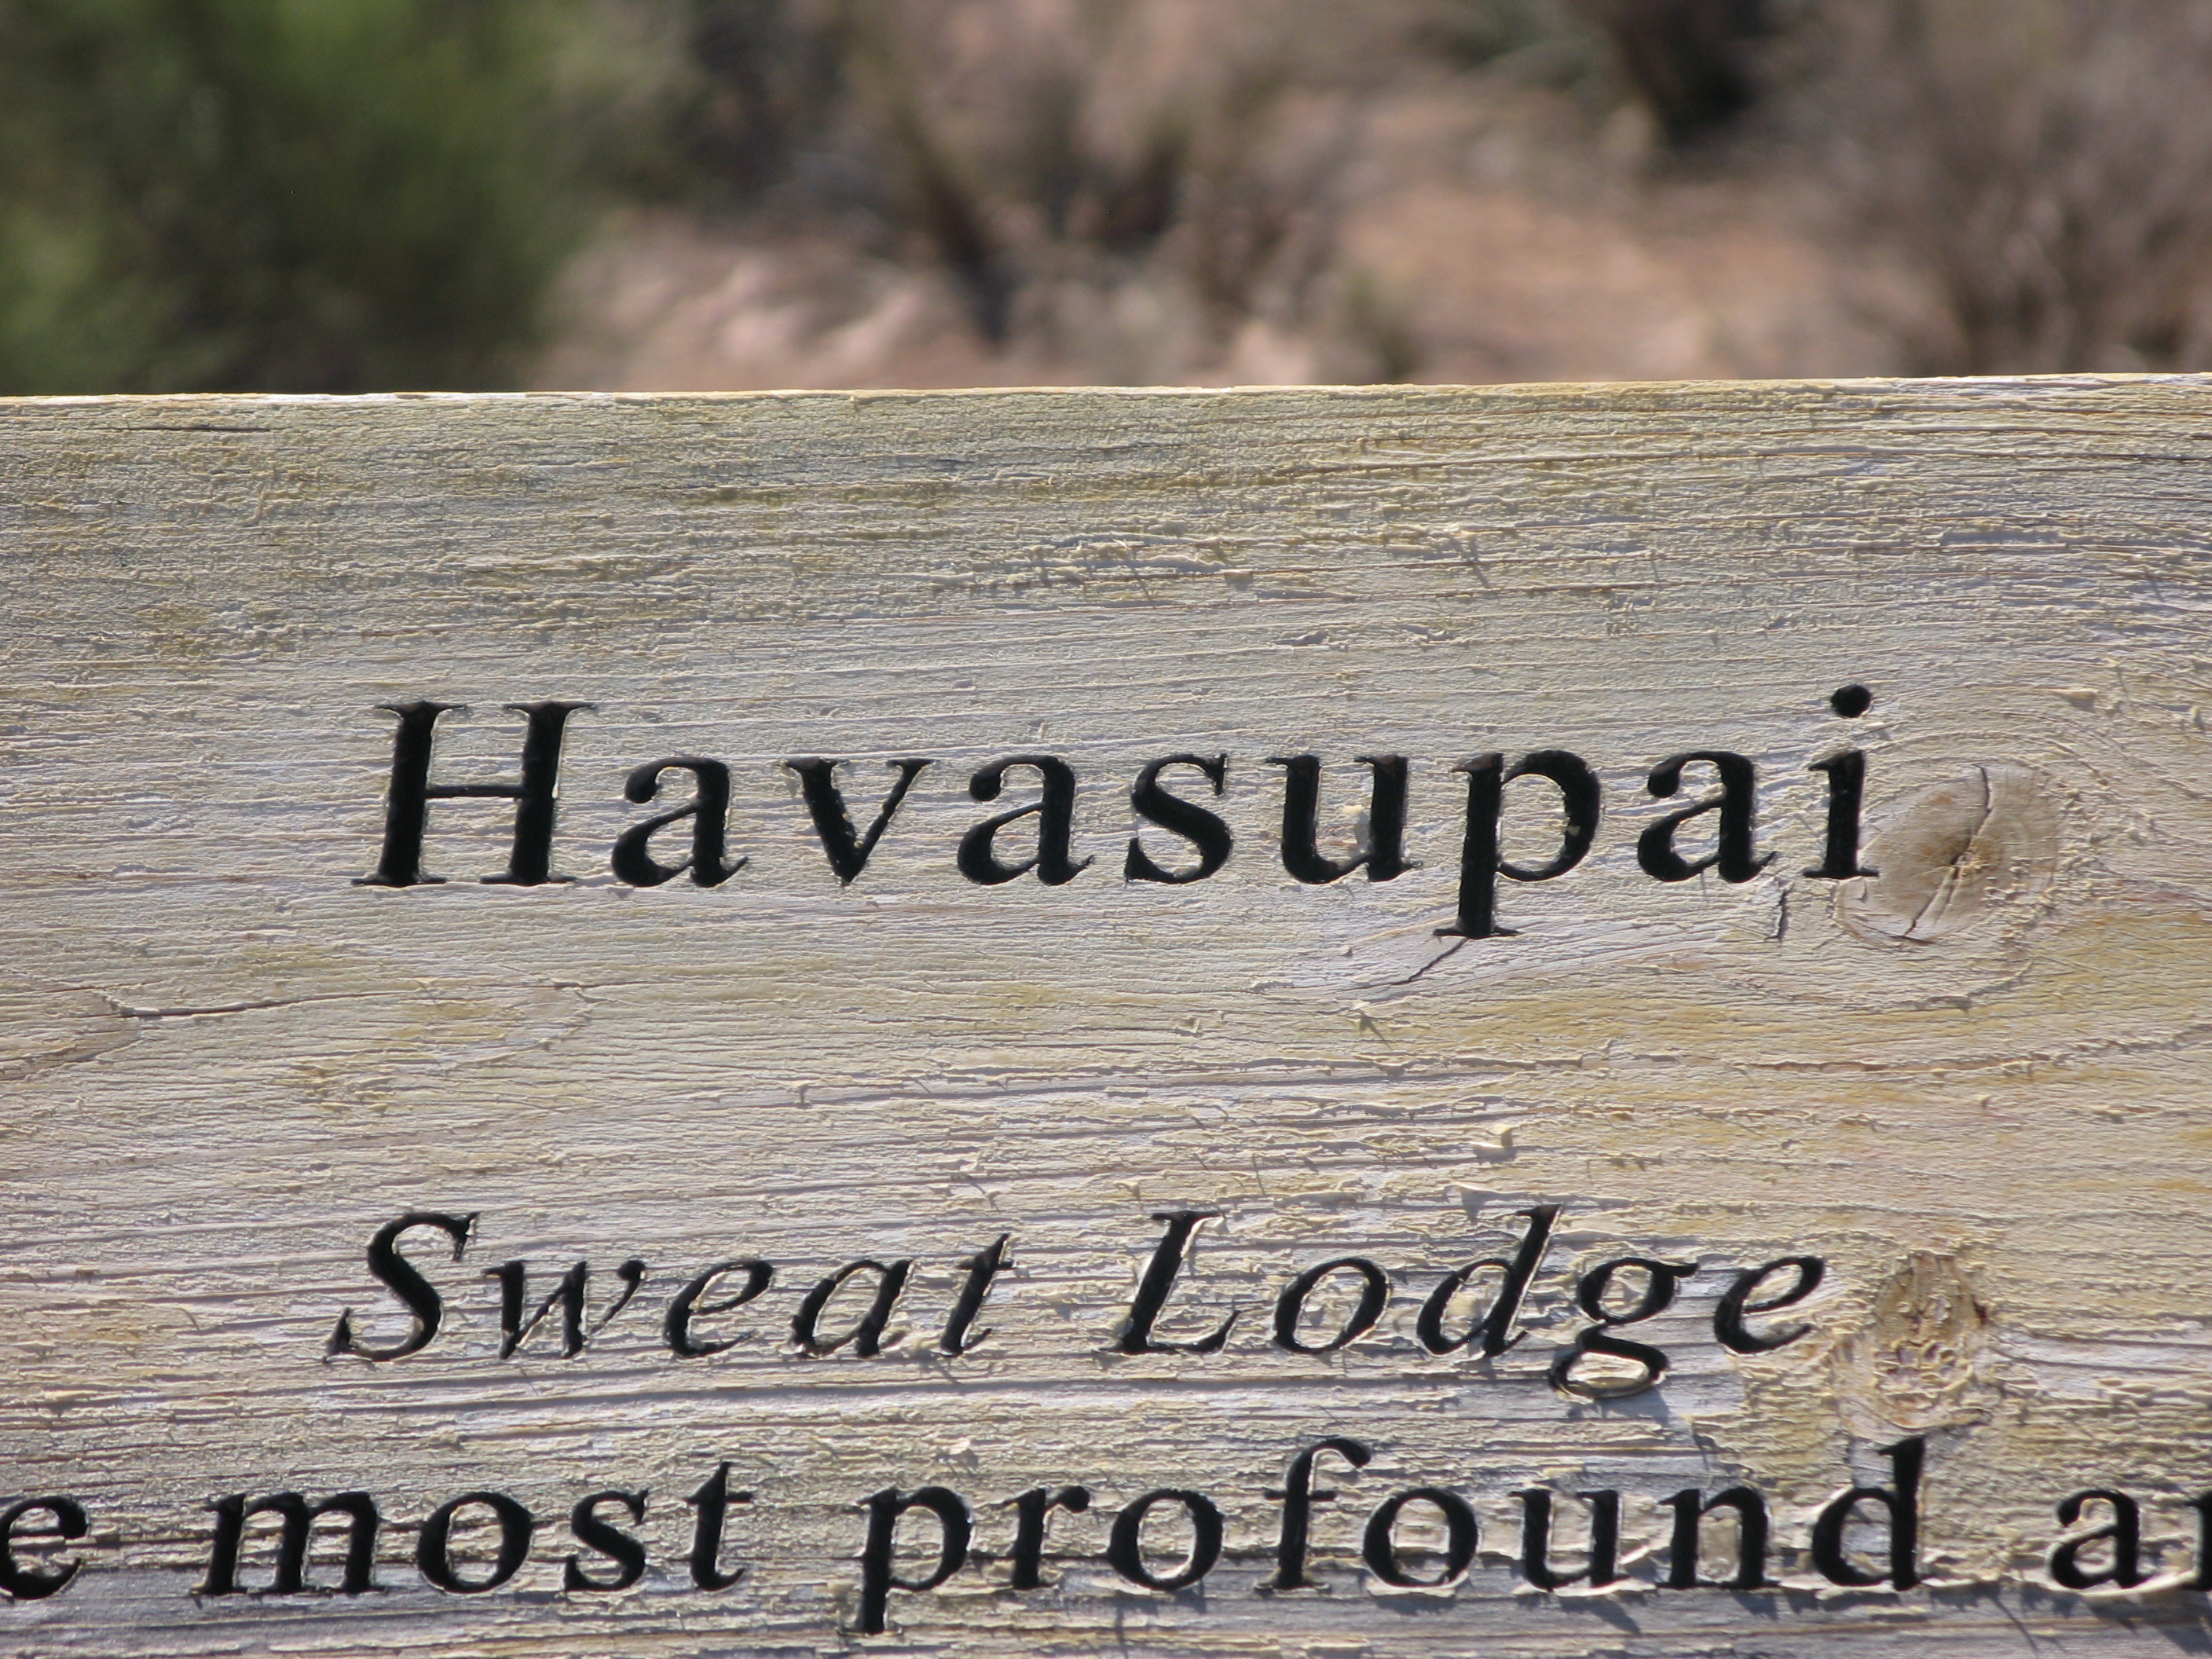 Havasupai
Sweat Lodge
most profound